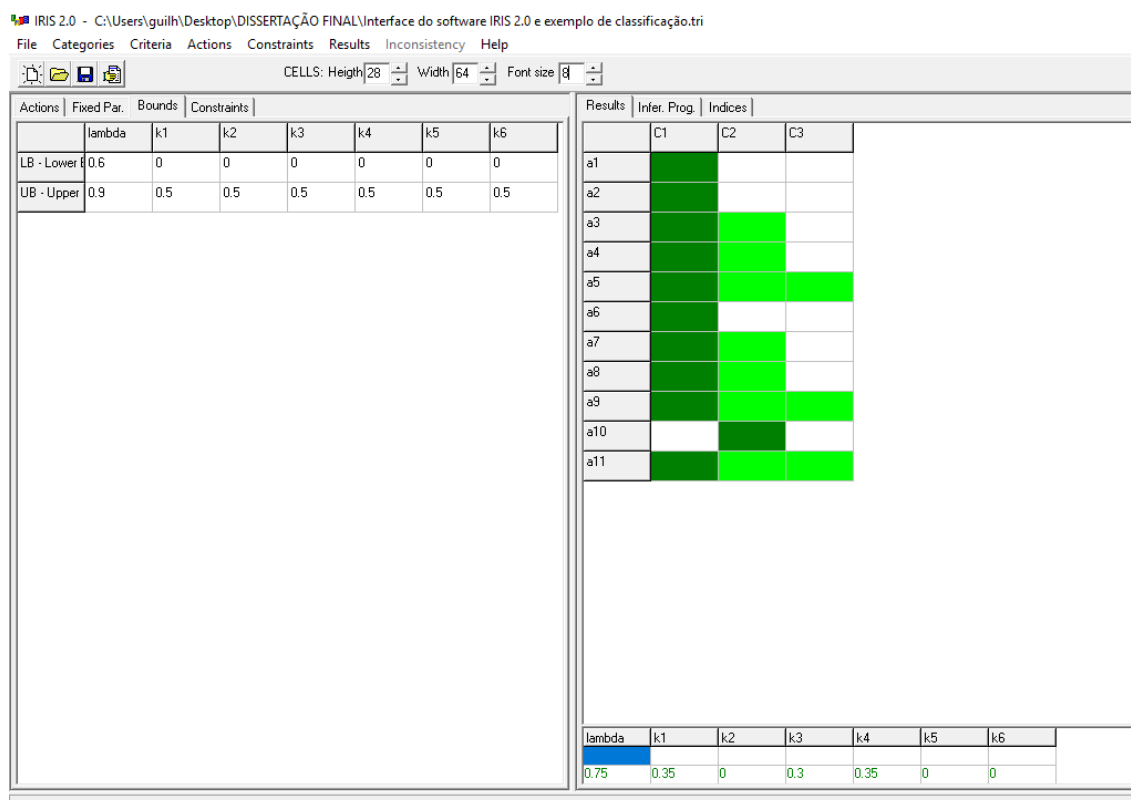 IRIS 2.0 - C:\Users\guilh\Desktop\DISSERTAÇÃO FINAL\Interface do software IRIS 2.0 e exemplo de classificação.tri
File Categories Criteria Actions Constraints Results Inconsistency Help
CELLS: Heigth 28 Width 64 Font size 8
Actions Fixed Par. Bounds Constraints
lambda k1 k2 k3 k4 k5 k6
LB - Lower 0.6 0 0 0 0 0 0
UB - Upper 0.9 0.5 0.5 0.5 0.5 0.5 0.5
Results Infer. Prog. Indices
C1 C2 C3
a1
a2
a3
a4
a5
a6
a7
a8
a9
a10
a11
lambda k1 k2 k3 k4 k5 k6
0.75 0.35 0 0.3 0.35 0 0